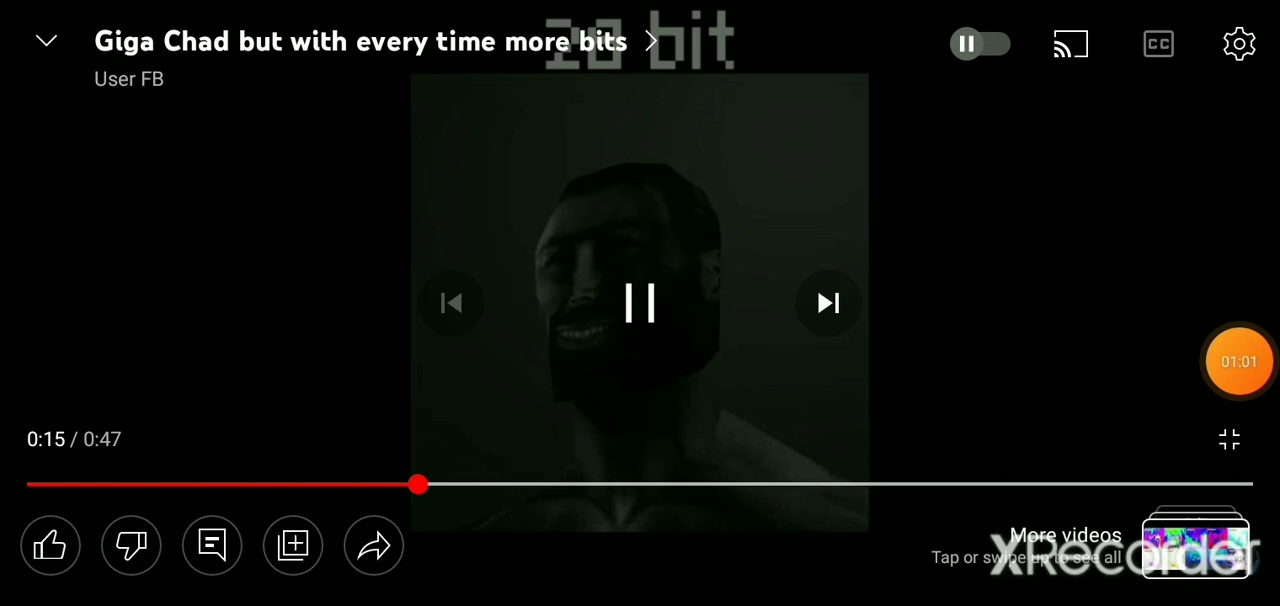 Giga Chad but with every time more bits
bit
User FB
CC
01:01
0:15 / 0:47
More videos
Tap or swipe up to see all
XRecorder